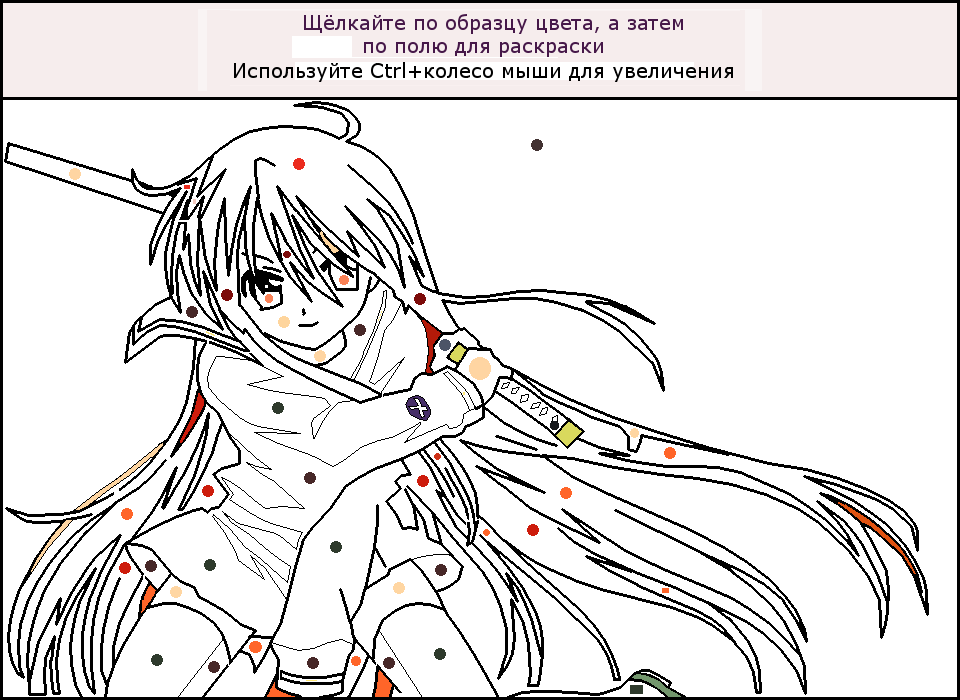 Щёлкайте по образцу цвета, а затем
по полю для раскраски
Используйте Ctrl+колесо мыши для увеличения